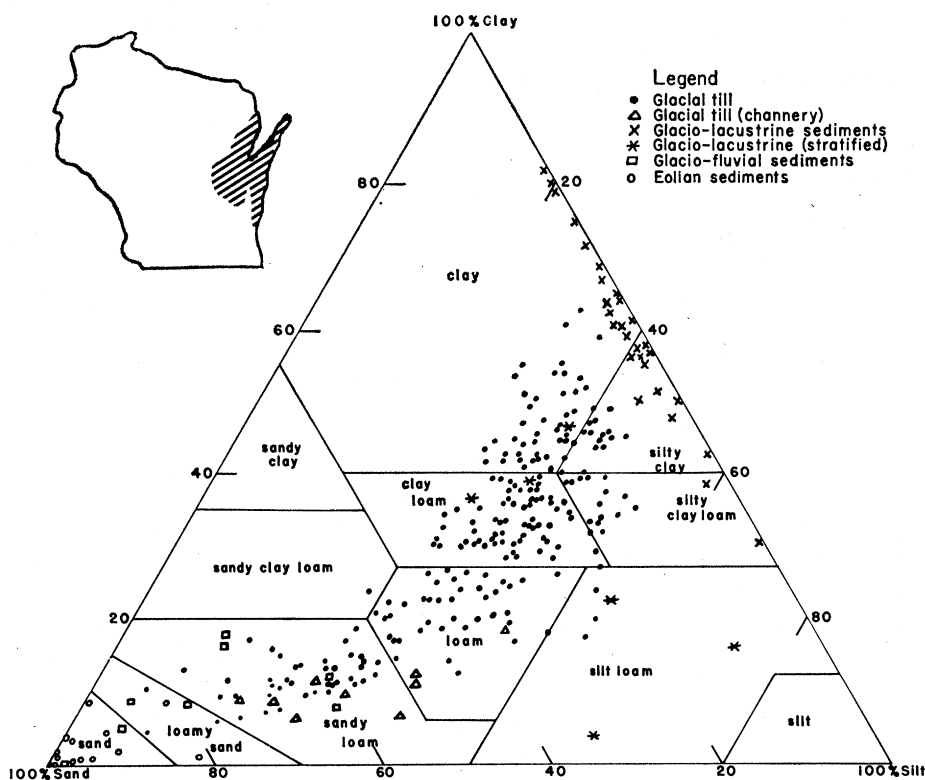 100% Clay
Legend
Glacial till
Glacial till (channery)
Glacio-lacustrine sediments
Glacio-lacustrine (stratified)
Glacio-fluvial sediments
Eolian sediments
80
20
clay
60
40
sandy
clay
silty
clay
40
60
clay
loam
silty
clay loam
sandy clay loam
20
80
loam
silt loam
sandy
loam
loamy
sand
sand
silt
100% Sand
80
60
40
20
100% Silt